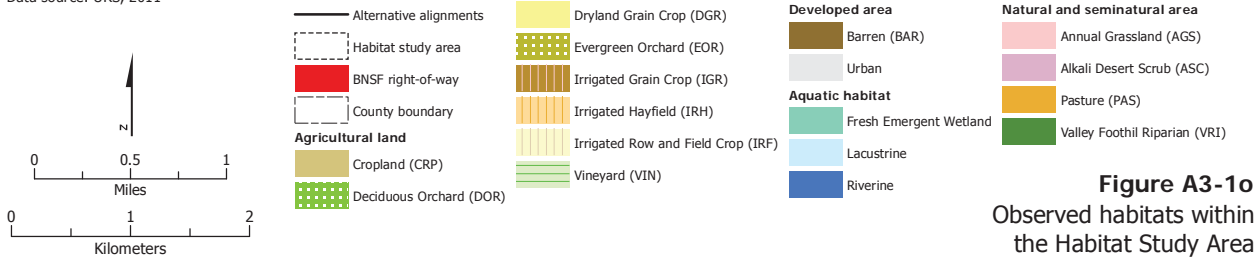 Data source: URS, 2011
N
0 0.5 1
Miles
0 1 2
Kilometers
Alternative alignments
Habitat study area
BNSF right-of-way
County boundary
Agricultural land
Cropland (CRP)
Deciduous Orchard (DOR)
Dryland Grain Crop (DGR)
Evergreen Orchard (EOR)
Irrigated Grain Crop (IGR)
Irrigated Hayfield (IRH)
Irrigated Row and Field Crop (IRF)
Vineyard (VIN)
Developed area
Barren (BAR)
Urban
Aquatic habitat
Fresh Emergent Wetland
Lacustrine
Riverine
Natural and seminatural area
Annual Grassland (AGS)
Alkali Desert Scrub (ASC)
Pasture (PAS)
Valley Foothil Riparian (VRI)
Figure A3-1o
Observed habitats within
the Habitat Study Area